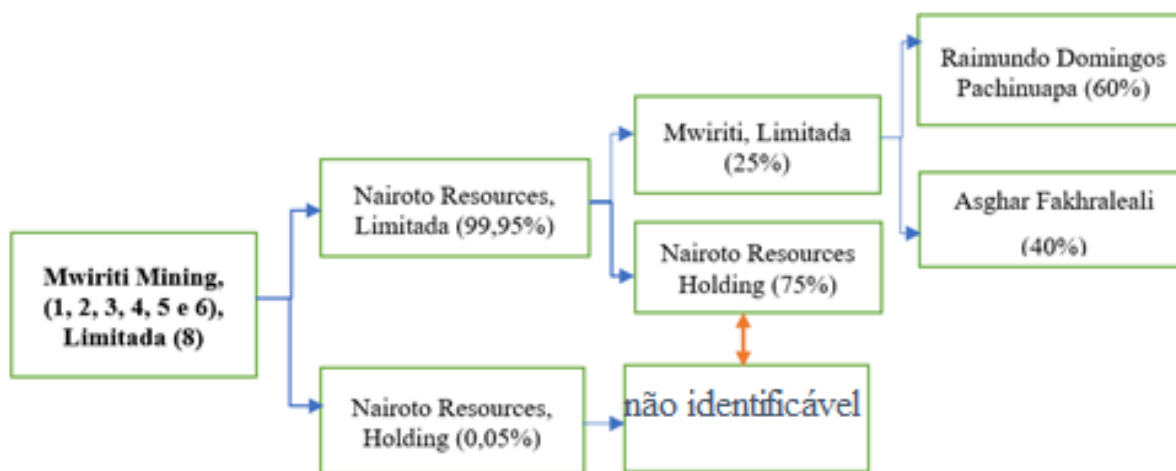 Mwiriti Mining,
(1, 2, 3, 4, 5 e 6),
Limitada (8)
Nairoto Resources,
Limitada (99,95%)
Nairoto Resources,
Holding (0,05%)
Mwiriti, Limitada
(25%)
Nairoto Resources
Holding (75%)
não identificável
Raimundo Domingos
Pachinuapa (60%)
Asghar Fakhraleali
(40%)